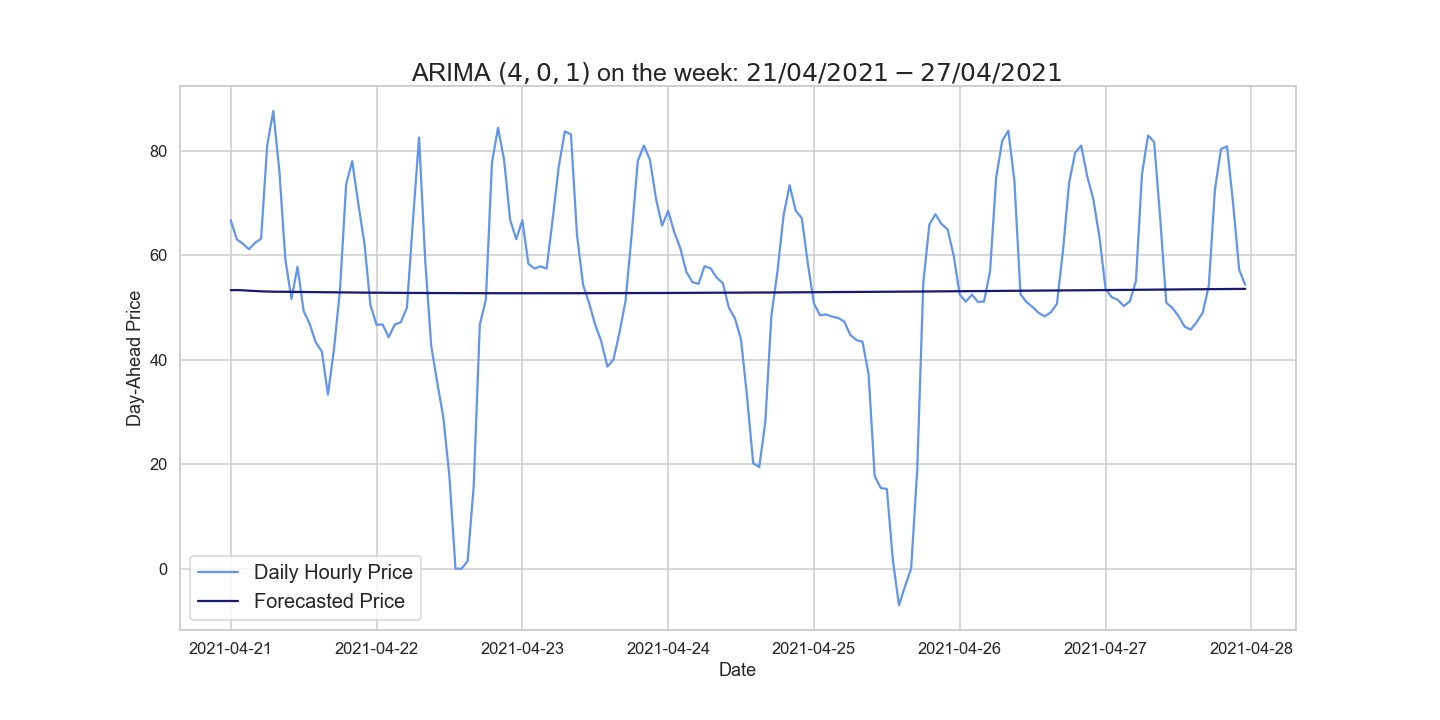 ARIMA (4, 0, 1) on the week: 21/04/2021 − 27/04/2021
Day-Ahead Price
80
60
40
20
0
Daily Hourly Price
Forecasted Price
2021-04-21 2021-04-22 2021-04-23 2021-04-24 2021-04-25 2021-04-26 2021-04-27 2021-04-28
Date